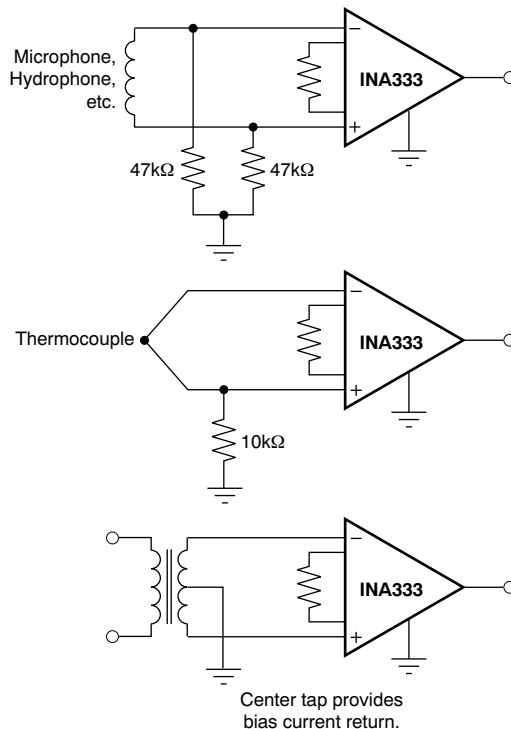 Microphone,
Hydrophone,
etc.
−
INA333
+
47kΩ 47kΩ
−
Thermocouple
INA333
+
10kΩ
−
INA333
+
Center tap provides
bias current return.